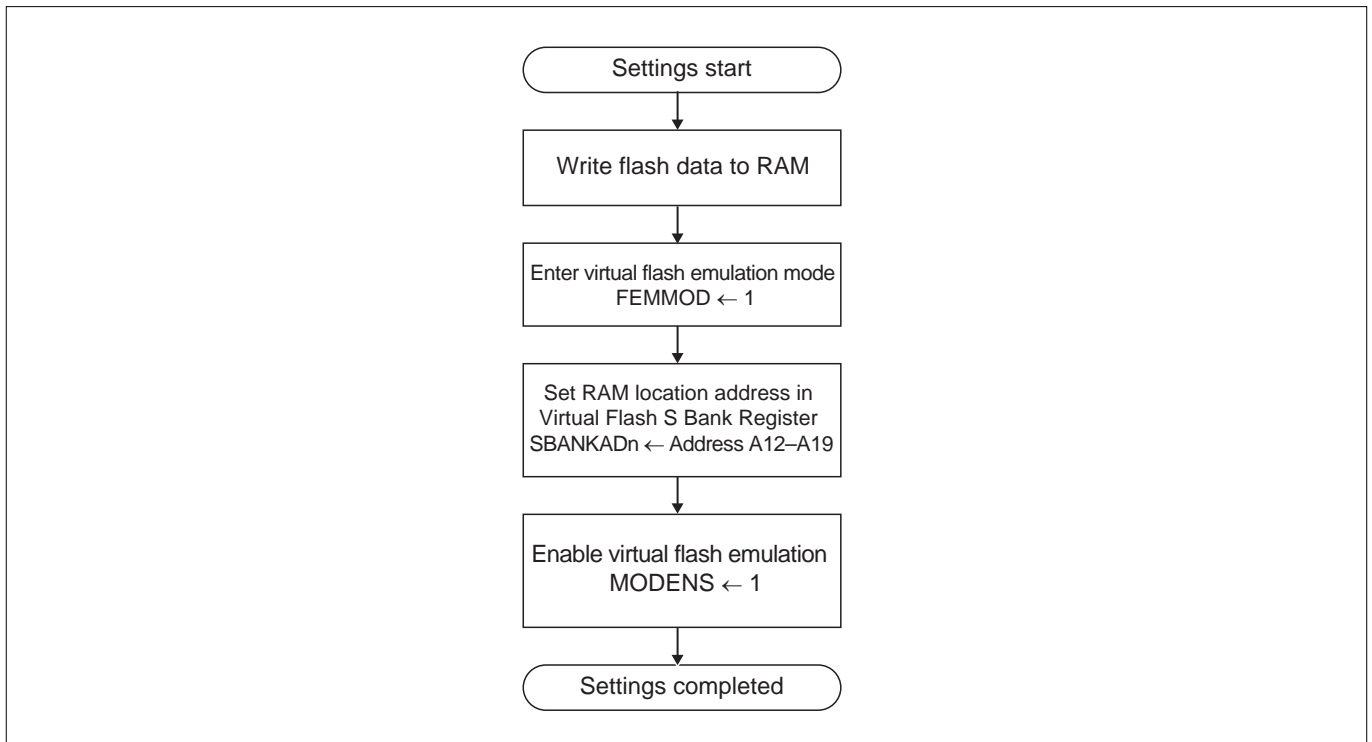 Settings start
Write flash data to RAM
Enter virtual flash emulation mode
FEMMOD ← 1
Set RAM location address in
Virtual Flash S Bank Register
SBANKADn ← Address A12–A19
Enable virtual flash emulation
MODENS ← 1
Settings completed